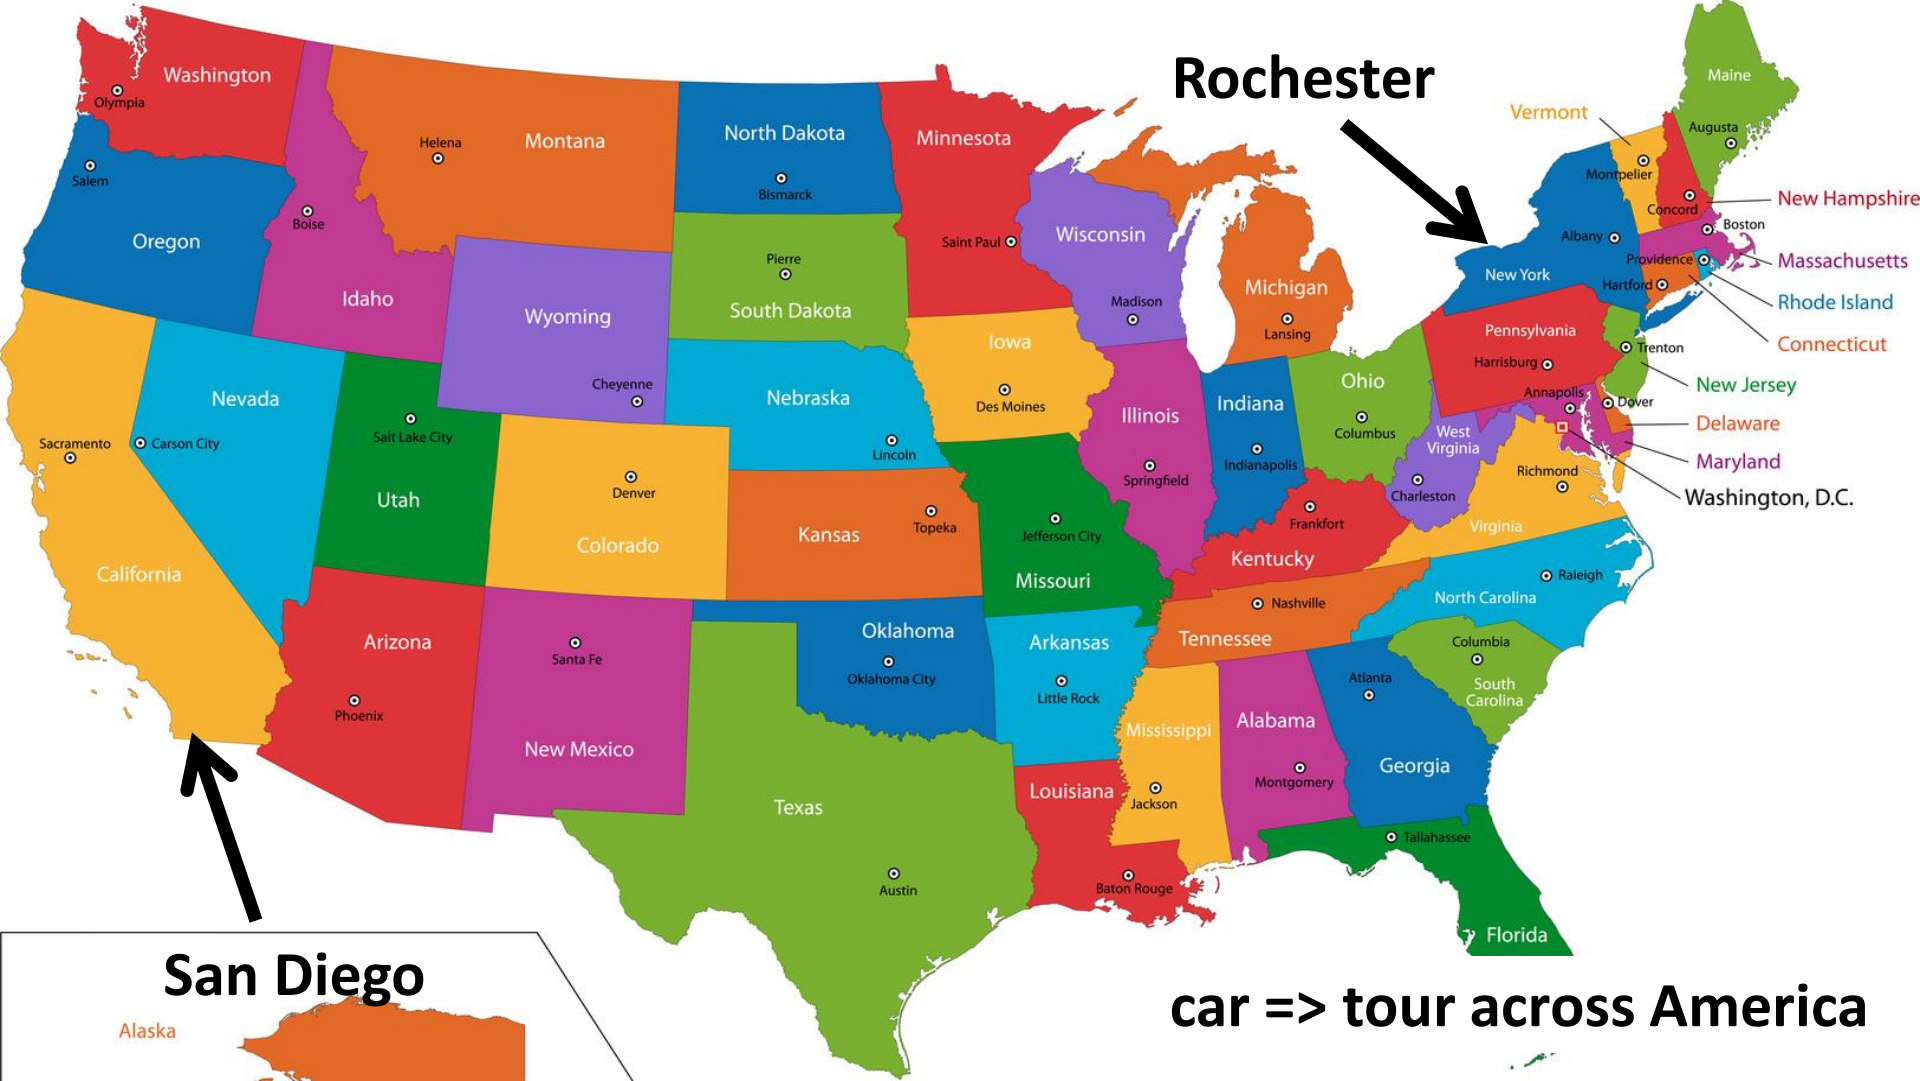 Rochester
Washington
Olympia
Maine
Vermont
Augusta
Helena
Montana
North Dakota
Minnesota
Salem
Bismarck
Montpelier
New Hampshire
Concord
Boise
Boston
Oregon
Saint Paul
Wisconsin
Albany
Providence
Massachusetts
Pierre
New York
Hartford
Idaho
Wyoming
South Dakota
Madison
Michigan
Rhode Island
Lansing
Pennsylvania
Iowa
Trenton
Connecticut
Harrisburg
Cheyenne
Ohio
New Jersey
Nevada
Nebraska
Des Moines
Illinois
Indiana
Annapolis
Dover
Delaware
Sacramento
Carson City
Salt Lake City
Lincoln
Columbus
West
Virginia
Indianapolis
Maryland
Utah
Denver
Springfield
Charleston
Richmond
Washington, D.C.
Colorado
Kansas
Topeka
Jefferson City
Frankfort
Virginia
California
Missouri
Kentucky
Raleigh
Nashville
North Carolina
Arizona
Santa Fe
Oklahoma
Arkansas
Tennessee
Columbia
Oklahoma City
Little Rock
Atlanta
South
Carolina
Phoenix
New Mexico
Mississippi
Alabama
Georgia
Texas
Louisiana
Jackson
Montgomery
Tallahassee
Austin
Baton Rouge
Florida
San Diego
car => tour across America
Alaska